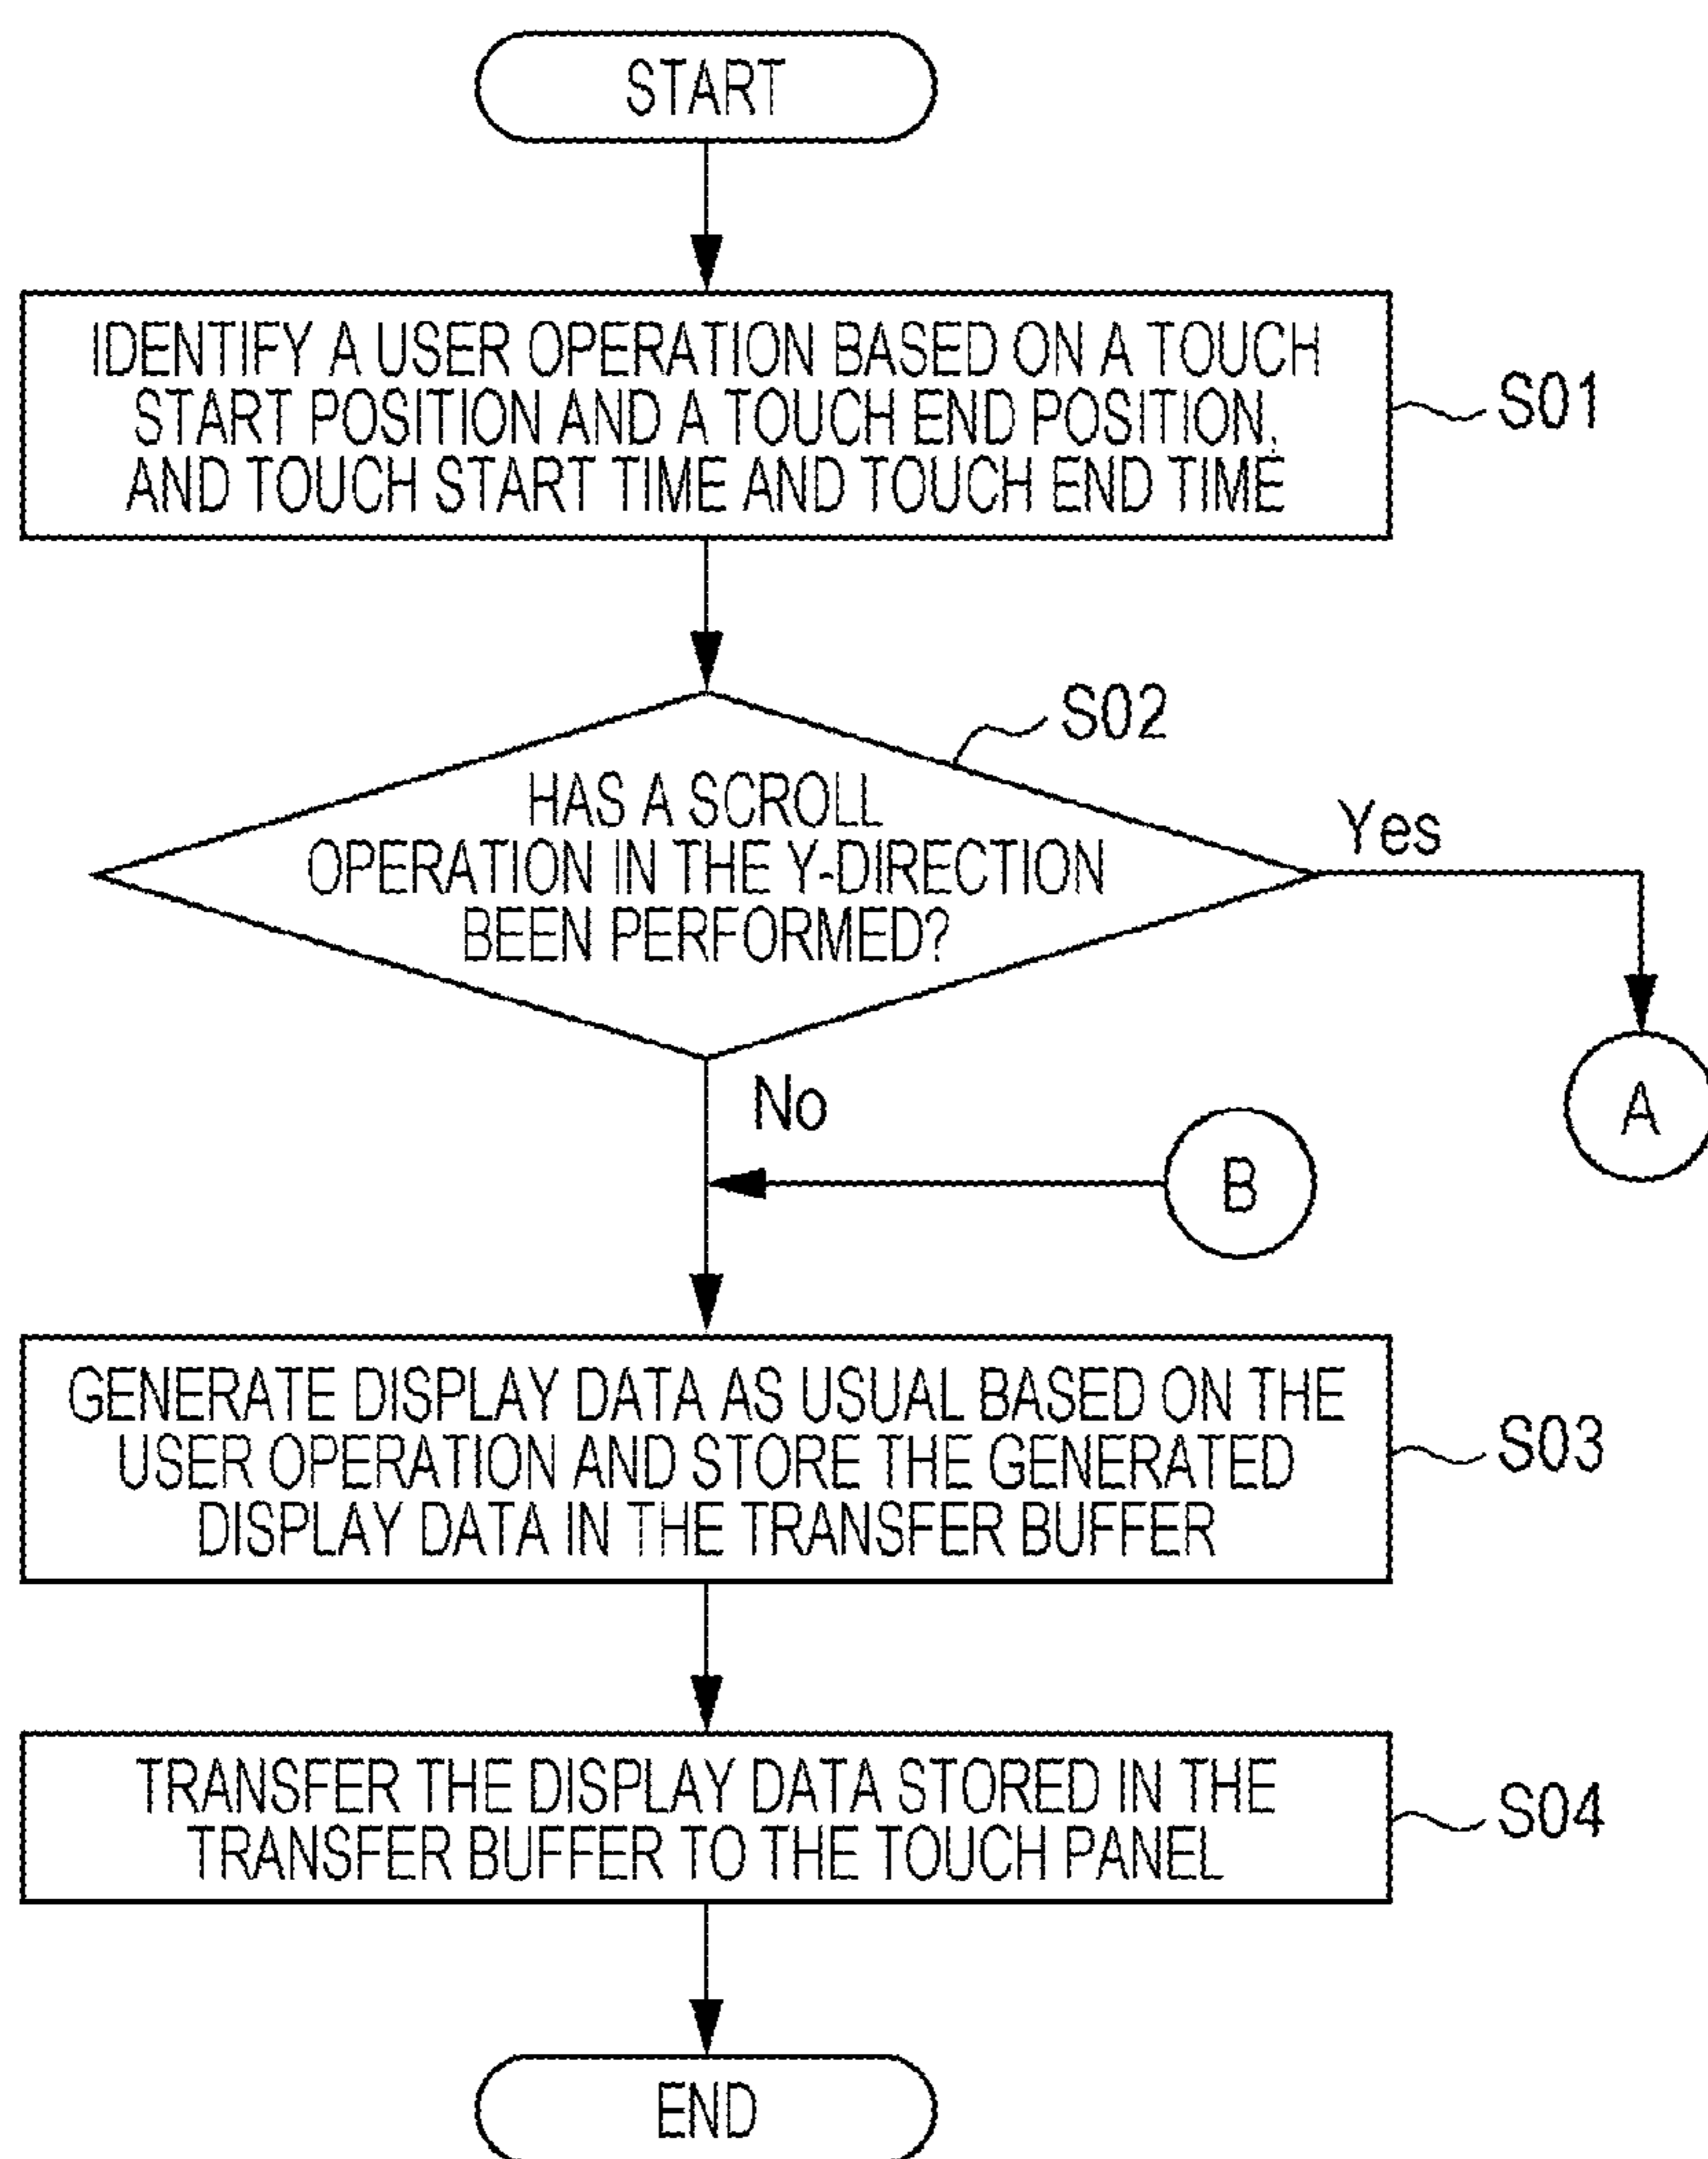 START
IDENTIFY A USER OPERATION BASED ON A TOUCH
START POSITION AND A TOUCH END POSITION,
AND TOUCH START TIME AND TOUCH END TIME
S01
S02
HAS A SCROLL
OPERATION IN THE Y-DIRECTION
BEEN PERFORMED?
Yes
A
No
B
GENERATE DISPLAY DATA AS USUAL BASED ON THE
USER OPERATION AND STORE THE GENERATED
DISPLAY DATA IN THE TRANSFER BUFFER
S03
TRANSFER THE DISPLAY DATA STORED IN THE
TRANSFER BUFFER TO THE TOUCH PANEL
S04
END